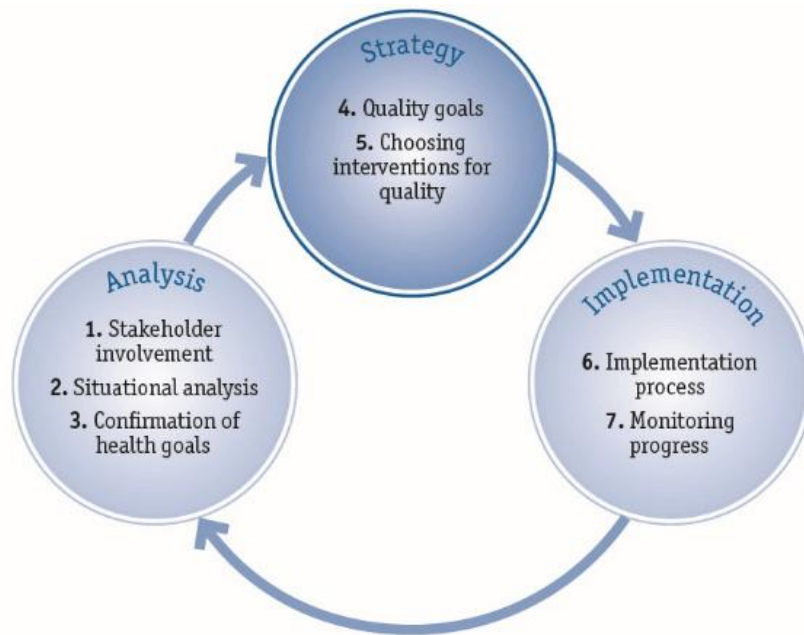 Strategy
4. Quality goals
5. Choosing
interventions for
quality
Analysis
1. Stakeholder
involvement
2. Situational analysis
3. Confirmation of
health goals
Implementation
6. Implementation
process
7. Monitoring
progress